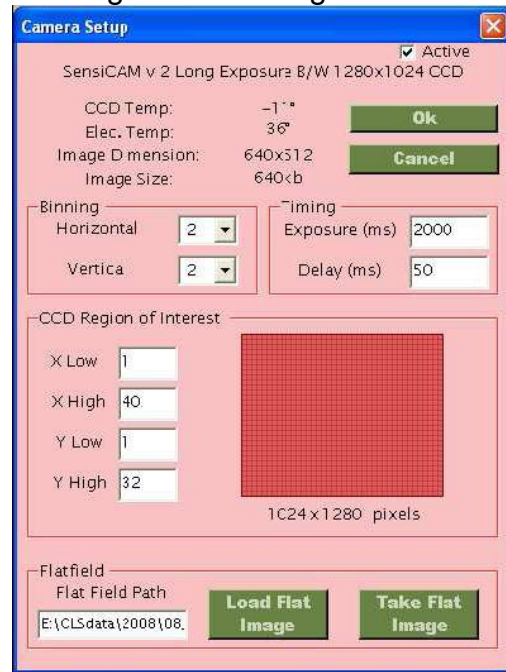 Camera Setup
Active
SensiCAM v 2 Long Exposure B/W 1280x1024 CCD
CCD Temp:
Elec. Temp: 36°
Ok
Image Dimension: 640x512
Cancel
Image Size: 640kb
Binning
Horizontal 2
Vertica 2
Timing
Exposure (ms) 2000
Delay (ms) 50
CCD Region of Interest
X Low 1
X High 40
Y Low 1
Y High 32
1024x1280 pixels
Flatfield
Flat Field Path
E:\CLSdata\2008\08.
Load Flat
Image
Take Flat
Image